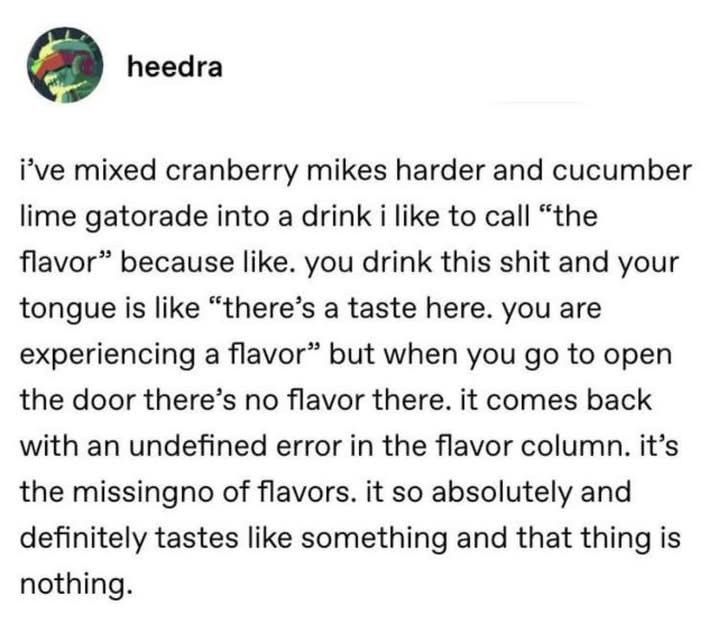 heedra
i’ve mixed cranberry mikes harder and cucumber
lime gatorade into a drink i like to call “the
flavor” because like. you drink this shit and your
tongue is like “there’s a taste here. you are
experiencing a flavor” but when you go to open
the door there’s no flavor there. it comes back
with an undefined error in the flavor column. it’s
the missingno of flavors. it so absolutely and
definitely tastes like something and that thing is
nothing.